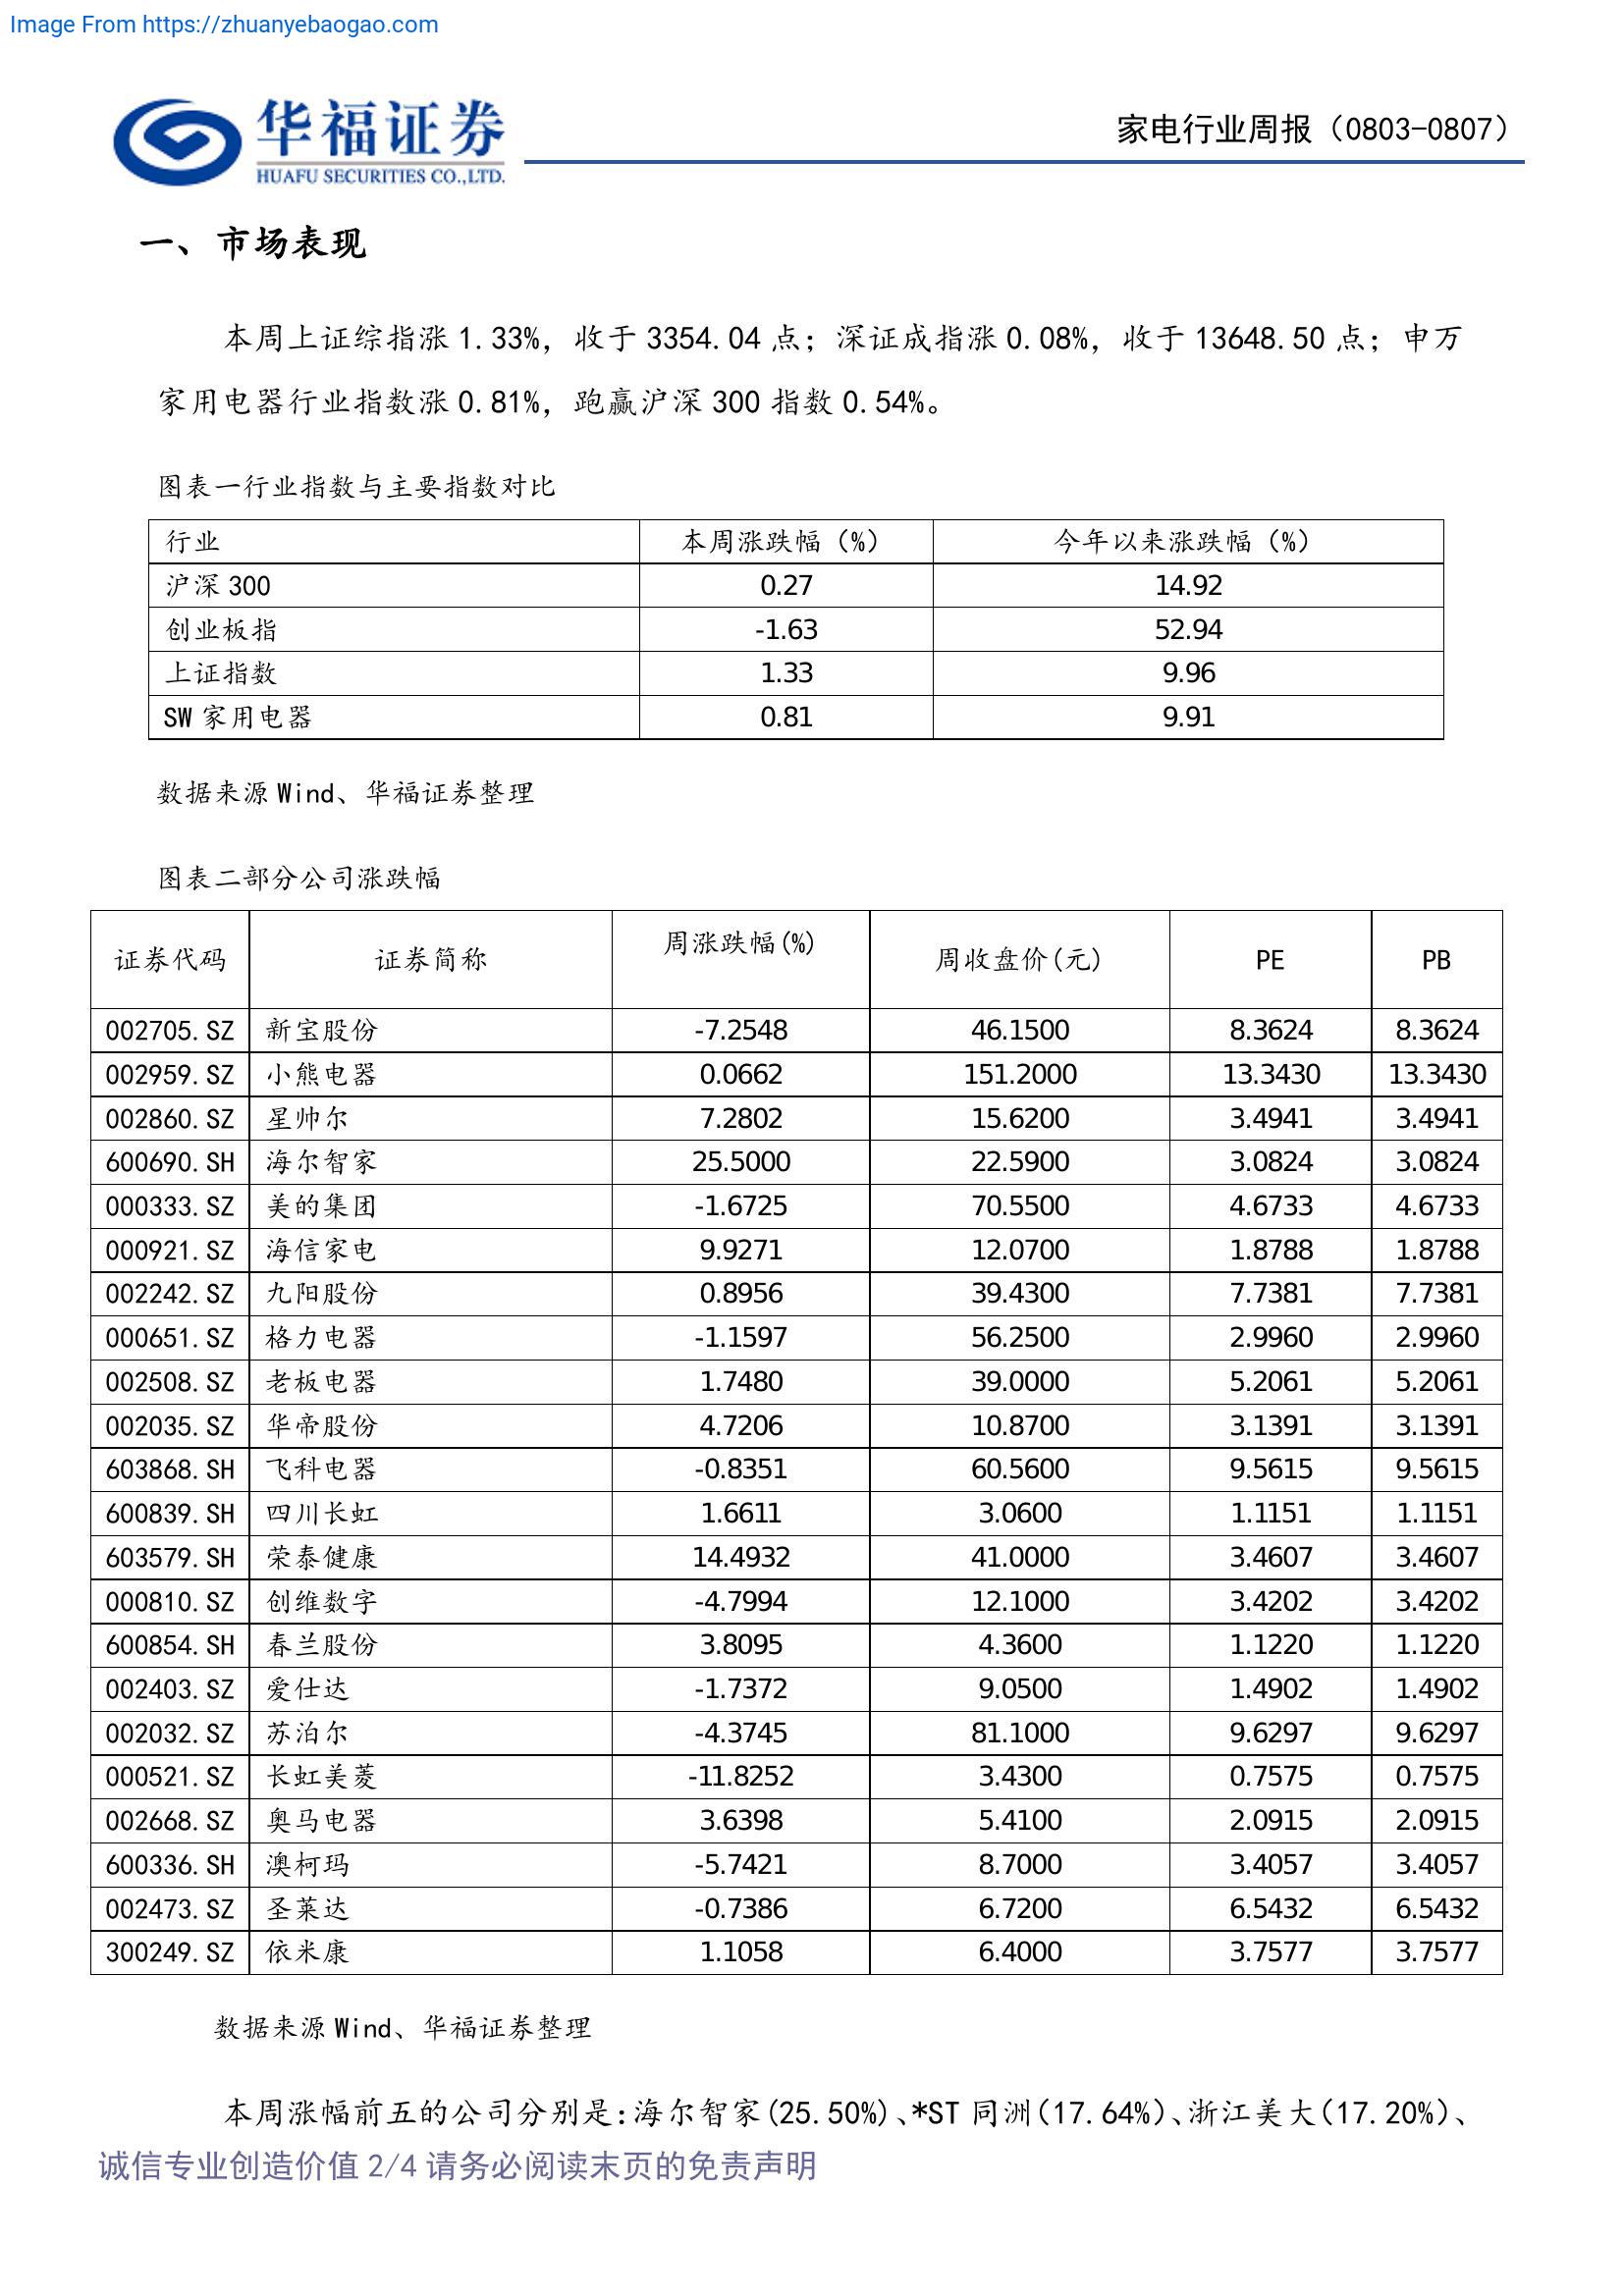 Image From https://zhuanyebaogao.com
华福证券
HUAFU SECURITIES CO.,LTD.
家电行业周报（0803-0807）
一、市场表现
本周上证综指涨 1.33%，收于 3354.04 点；深证成指涨 0.08%，收于 13648.50 点；申万
家用电器行业指数涨 0.81%，跑赢沪深 300 指数 0.54%。
图表一行业指数与主要指数对比
行业 本周涨跌幅（%） 今年以来涨跌幅（%）
沪深 300 0.27 14.92
创业板指 -1.63 52.94
上证指数 1.33 9.96
SW 家用电器 0.81 9.91
数据来源 Wind、华福证券整理
图表二部分公司涨跌幅
证券代码 证券简称 周涨跌幅(%) 周收盘价(元) PE PB
002705.SZ 新宝股份 -7.2548 46.1500 8.3624 8.3624
002959.SZ 小熊电器 0.0662 151.2000 13.3430 13.3430
002860.SZ 星帅尔 7.2802 15.6200 3.4941 3.4941
600690.SH 海尔智家 25.5000 22.5900 3.0824 3.0824
000333.SZ 美的集团 -1.6725 70.5500 4.6733 4.6733
000921.SZ 海信家电 9.9271 12.0700 1.8788 1.8788
002242.SZ 九阳股份 0.8956 39.4300 7.7381 7.7381
000651.SZ 格力电器 -1.1597 56.2500 2.9960 2.9960
002508.SZ 老板电器 1.7480 39.0000 5.2061 5.2061
002035.SZ 华帝股份 4.7206 10.8700 3.1391 3.1391
603868.SH 飞科电器 -0.8351 60.5600 9.5615 9.5615
600839.SH 四川长虹 1.6611 3.0600 1.1151 1.1151
603579.SH 荣泰健康 14.4932 41.0000 3.4607 3.4607
000810.SZ 创维数字 -4.7994 12.1000 3.4202 3.4202
600854.SH 春兰股份 3.8095 4.3600 1.1220 1.1220
002403.SZ 爱仕达 -1.7372 9.0500 1.4902 1.4902
002032.SZ 苏泊尔 -4.3745 81.1000 9.6297 9.6297
000521.SZ 长虹美菱 -11.8252 3.4300 0.7575 0.7575
002668.SZ 奥马电器 3.6398 5.4100 2.0915 2.0915
600336.SH 澳柯玛 -5.7421 8.7000 3.4057 3.4057
002473.SZ 圣莱达 -0.7386 6.7200 6.5432 6.5432
300249.SZ 依米康 1.1058 6.4000 3.7577 3.7577
数据来源 Wind、华福证券整理
本周涨幅前五的公司分别是：海尔智家(25.50%)、*ST 同洲(17.64%)、浙江美大(17.20%)、
诚信专业创造价值 2/4 请务必阅读末页的免责声明